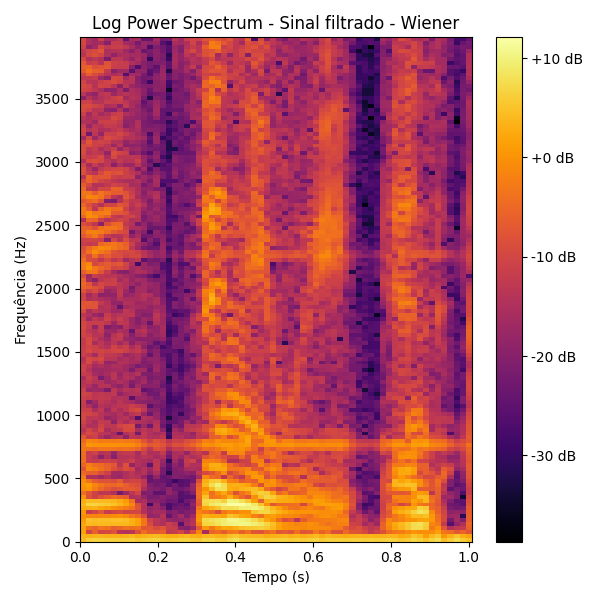 Log Power Spectrum - Sinal filtrado - Wiener
3500
3000
2500
2000
1500
1000
500
0
Frequência (Hz)
0.0 0.2 0.4 0.6 0.8 1.0
Tempo (s)
+10 dB
+0 dB
-10 dB
-20 dB
-30 dB